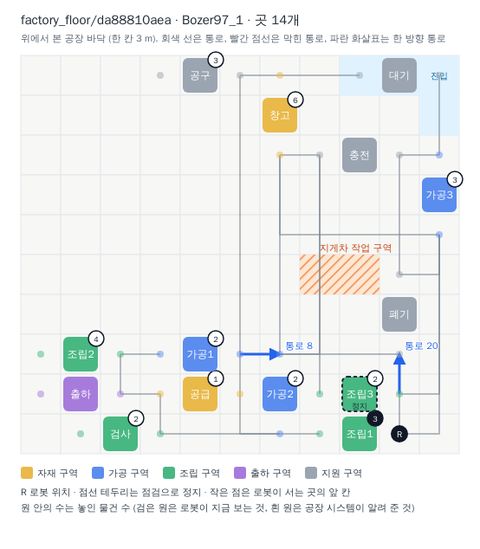 factory_floor/da88810aea · Bozer97_1 · 곳 14개
위에서 본 공장 바닥 (한 칸 3 m). 회색 선은 통로, 빨간 점선은 막힌 통로, 파란 화살표는 한 방향 통로
3
공구
대기
진입
6
창고
충전
3
가공3
지게차 작업 구역
폐기
통로 8
통로 20
4
조립2
2
가공1
출하
1
공급
2
가공2
2
조립3
정지
2
검사
3
조립1
R
자재 구역
가공 구역
조립 구역
출하 구역
지원 구역
R 로봇 위치 · 점선 테두리는 점검으로 정지 · 작은 점은 로봇이 서는 곳의 앞 칸
원 안의 수는 놓인 물건 수 (검은 원은 로봇이 지금 보는 것, 흰 원은 공장 시스템이 알려 준 것)